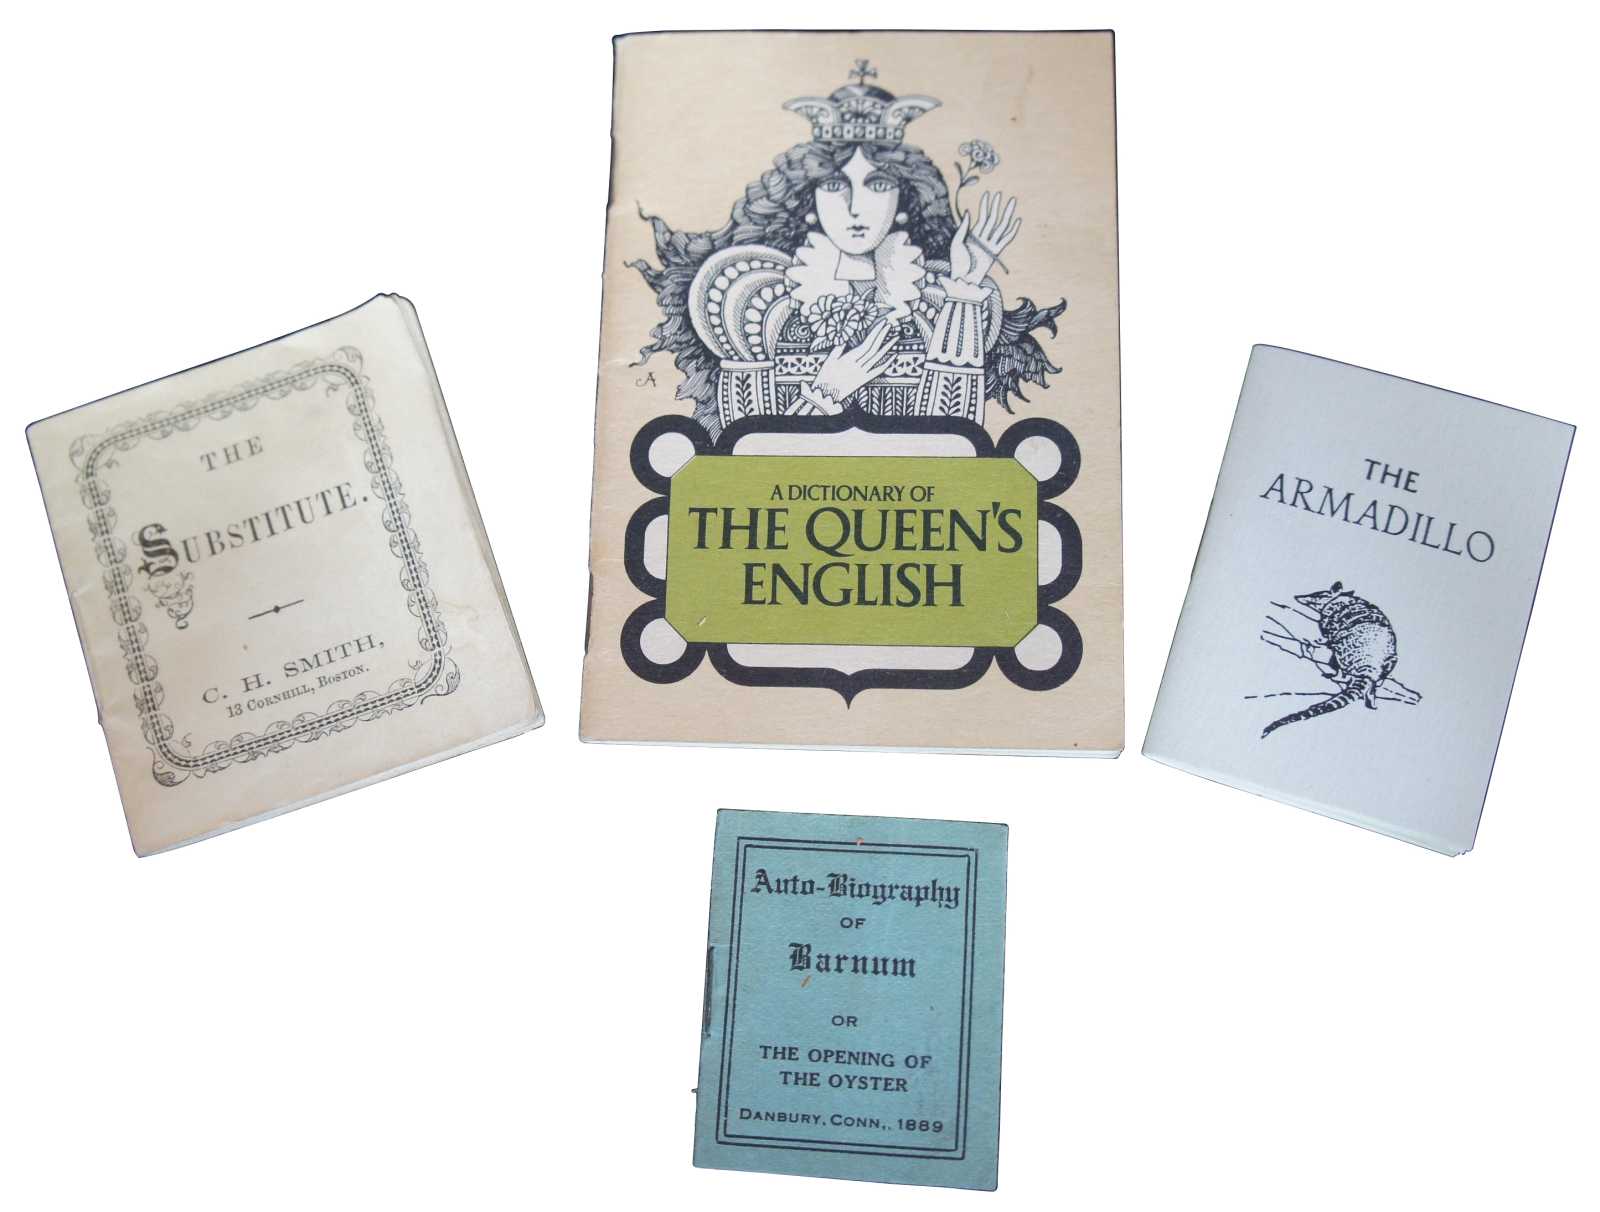 THE
SUBSTITUTE.
C. H. SMITH,
13 CORNHILL, BOSTON.
A
A DICTIONARY OF
THE QUEEN'S
ENGLISH
THE
ARMADILLO
Auto-Biography
OF
Barnum
OR
THE OPENING OF
THE OYSTER
DANBURY, CONN,. 1889